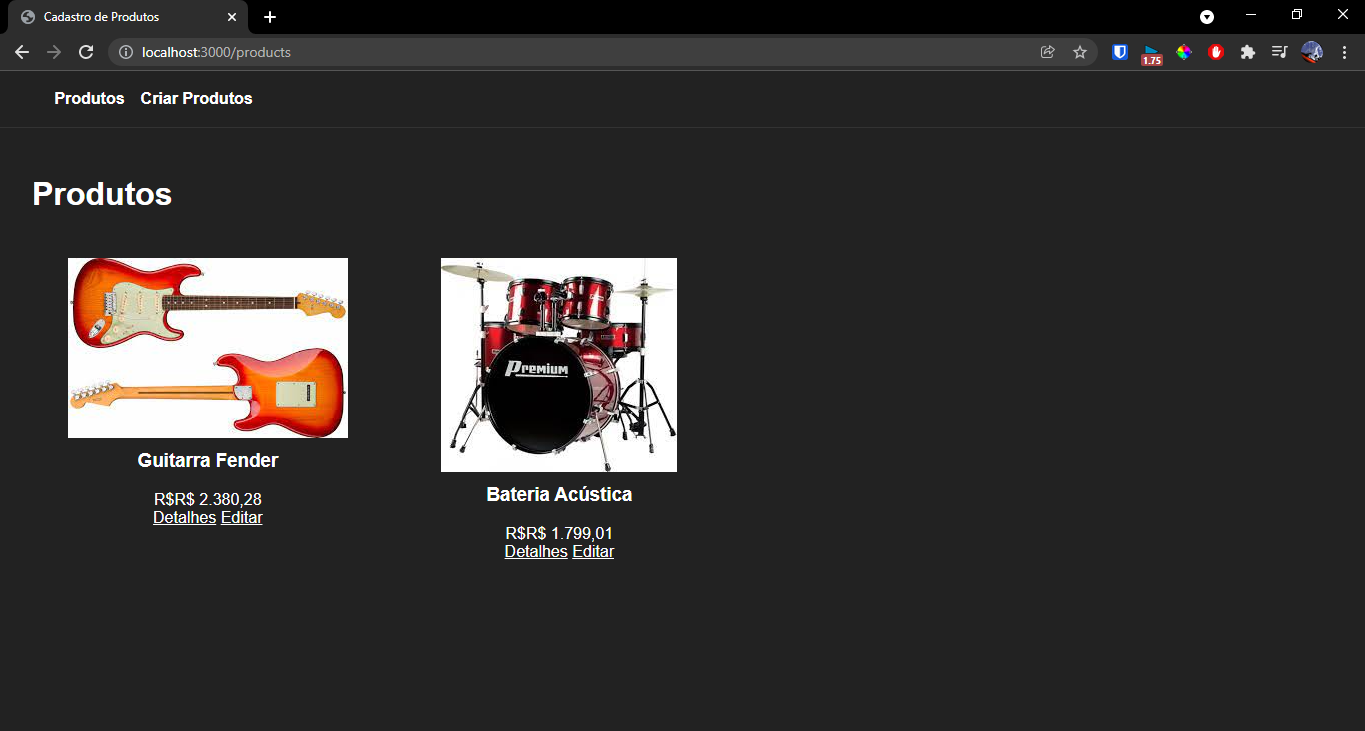 Cadastro de Produtos
localhost:3000/products
1.75
Produtos Criar Produtos
Produtos
Premium
Guitarra Fender
R$R$ 2.380,28
Detalhes Editar
Bateria Acústica
R$R$ 1.799,01
Detalhes Editar